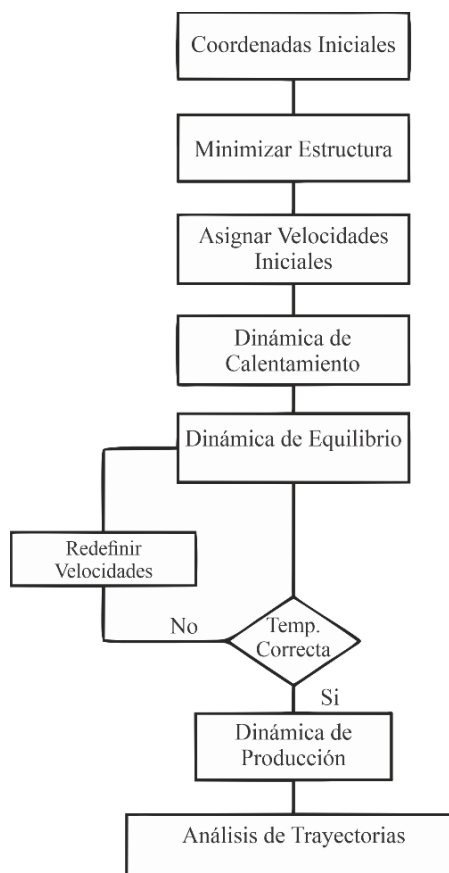 Coordenadas Iniciales
Minimizar Estructura
Asignar Velocidades
Iniciales
Dinámica de
Calentamiento
Dinámica de Equilibrio
Redefinir
Velocidades
No
Temp.
Correcta
Si
Dinámica de
Producción
Análisis de Trayectorias